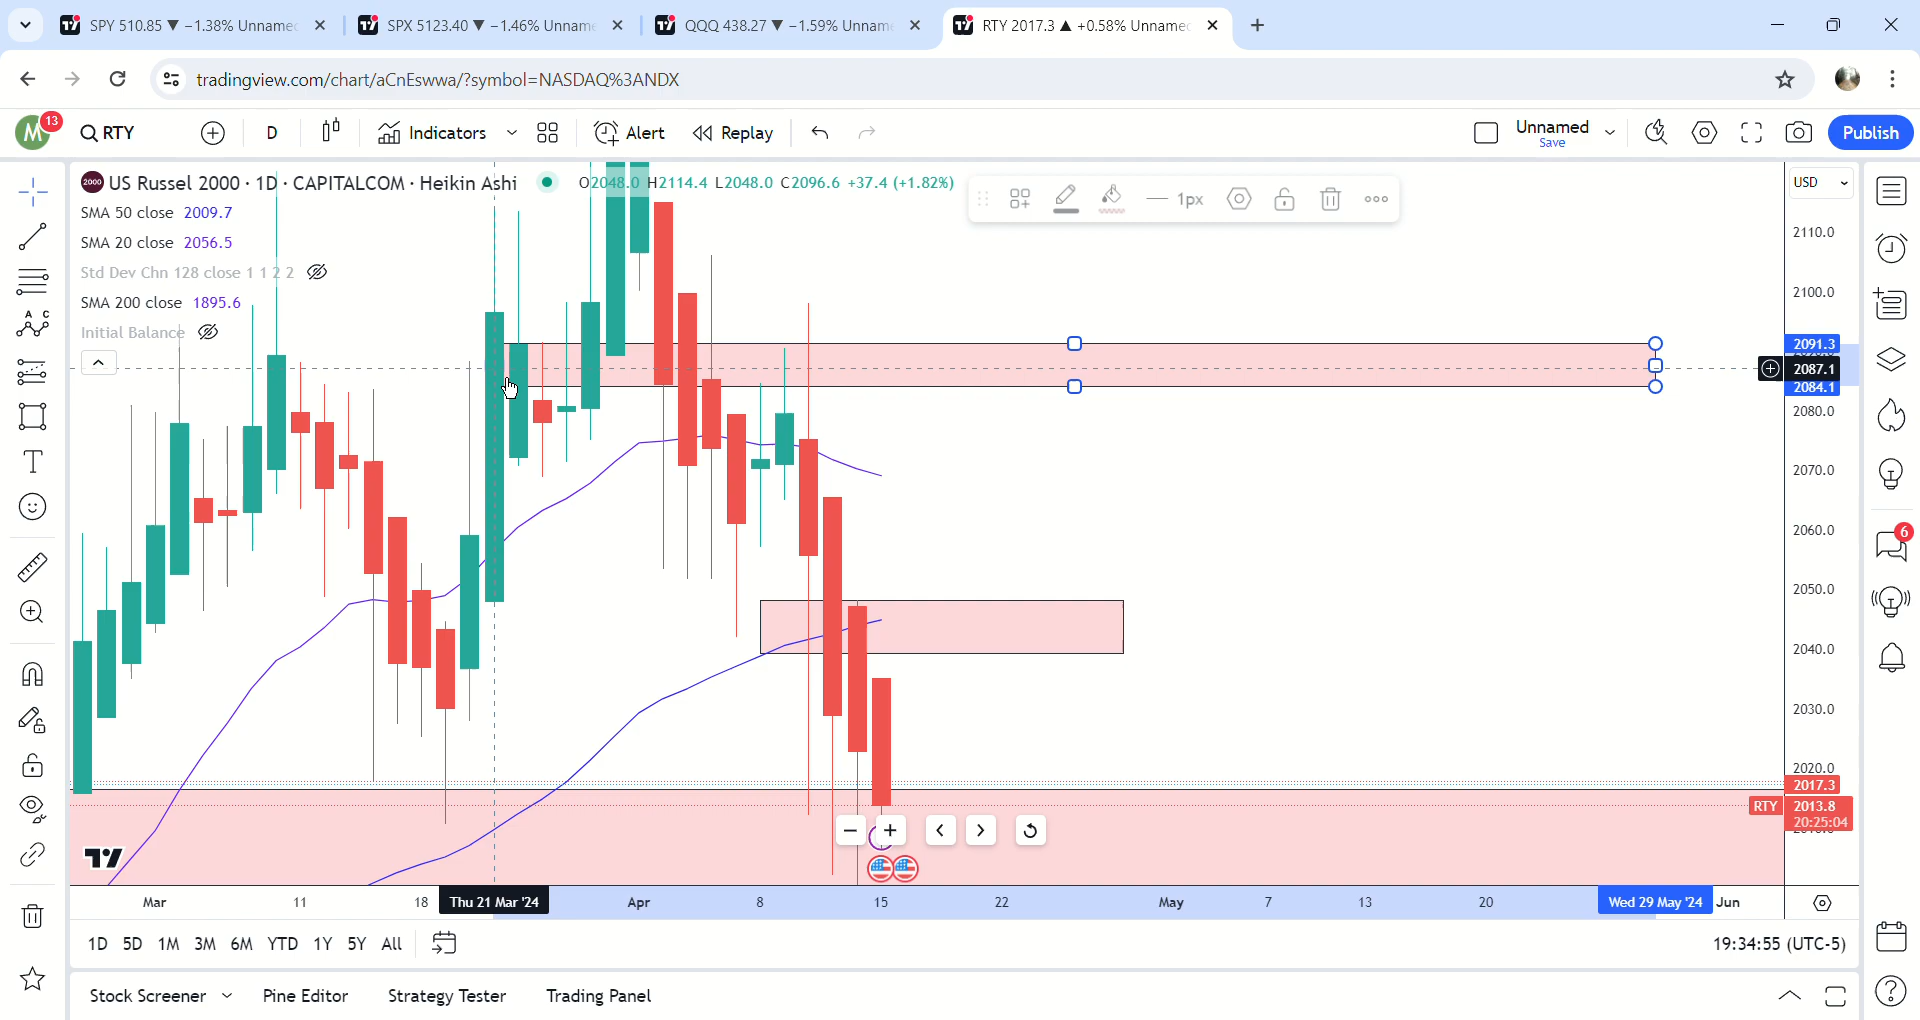 SPY 510.85 ▼ −1.38% Unname
SPX 5123.40 ▼ −1.46% Unnam
QQQ 438.27 ▼ −1.59% Unnam
RTY 2017.3 ▲ +0.58% Unname
tradingview.com/chart/aCnEswwa/?symbol=NASDAQ%3ANDX
M
13
RTY
D
Indicators
Alert
Replay
Unnamed
Save
Publish
2000
US Russel 2000 · 1D · CAPITALCOM · Heikin Ashi
O2048.0 H2114.4 L2048.0 C2096.6 +37.4 (+1.82%)
1px
USD
SMA 50 close 2009.7
SMA 20 close 2056.5
Std Dev Chn 128 close 1 1 2 2
SMA 200 close 1895.6
Initial Balance
2110.0
2100.0
2091.3
2087.1
2084.1
2080.0
2070.0
2060.0
2050.0
2040.0
2030.0
2020.0
2017.3
RTY 2013.8
20:25:04
6
Mar
11
18
Thu 21 Mar '24
Apr
8
15
22
May
7
13
20
Wed 29 May '24
Jun
1D 5D 1M 3M 6M YTD 1Y 5Y All
19:34:55 (UTC-5)
Stock Screener
Pine Editor
Strategy Tester
Trading Panel